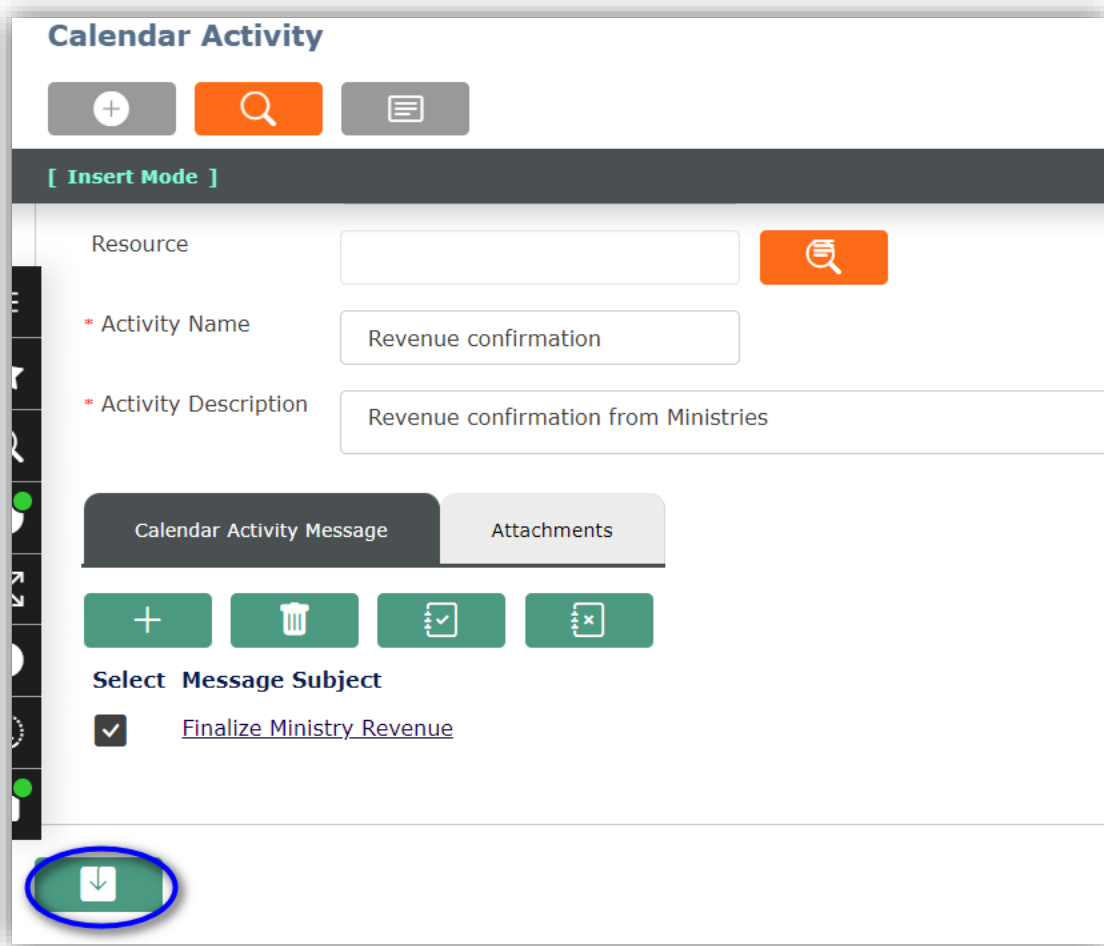 Calendar Activity
[ Insert Mode ]
Resource
* Activity Name
Revenue confirmation
* Activity Description
Revenue confirmation from Ministries
Calendar Activity Message
Attachments
Select Message Subject
Finalize Ministry Revenue